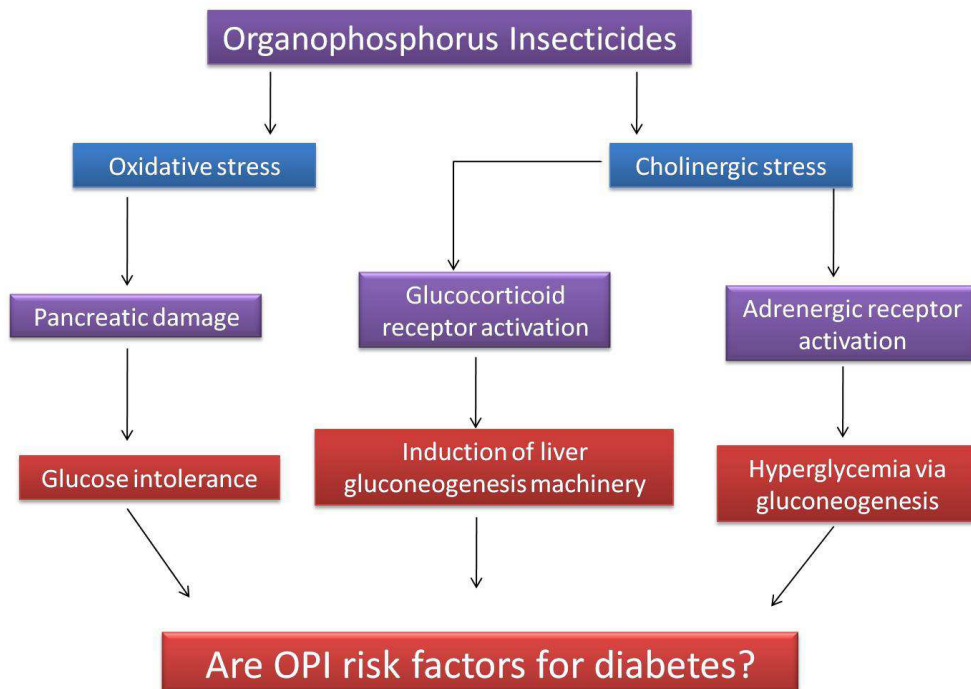 Organophosphorus Insecticides
Oxidative stress
Cholinergic stress
Pancreatic damage
Glucocorticoid
receptor activation
Adrenergic receptor
activation
Glucose intolerance
Induction of liver
gluconeogenesis machinery
Hyperglycemia via
gluconeogenesis
Are OPI risk factors for diabetes?